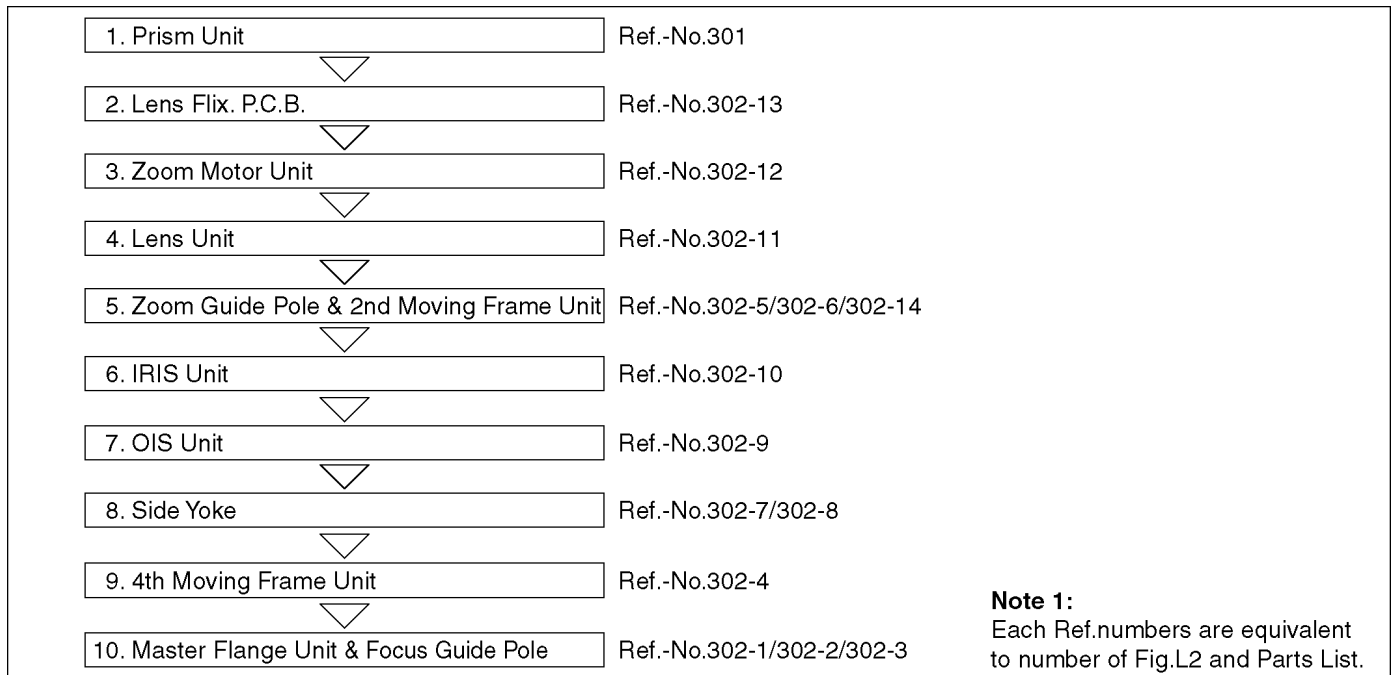 1. Prism Unit Ref.-No.301
2. Lens Flix. P.C.B. Ref.-No.302-13
3. Zoom Motor Unit Ref.-No.302-12
4. Lens Unit Ref.-No.302-11
5. Zoom Guide Pole & 2nd Moving Frame Unit Ref.-No.302-5/302-6/302-14
6. IRIS Unit Ref.-No.302-10
7. OIS Unit Ref.-No.302-9
8. Side Yoke Ref.-No.302-7/302-8
9. 4th Moving Frame Unit Ref.-No.302-4
10. Master Flange Unit & Focus Guide Pole Ref.-No.302-1/302-2/302-3
Note 1:
Each Ref.numbers are equivalent
to number of Fig.L2 and Parts List.